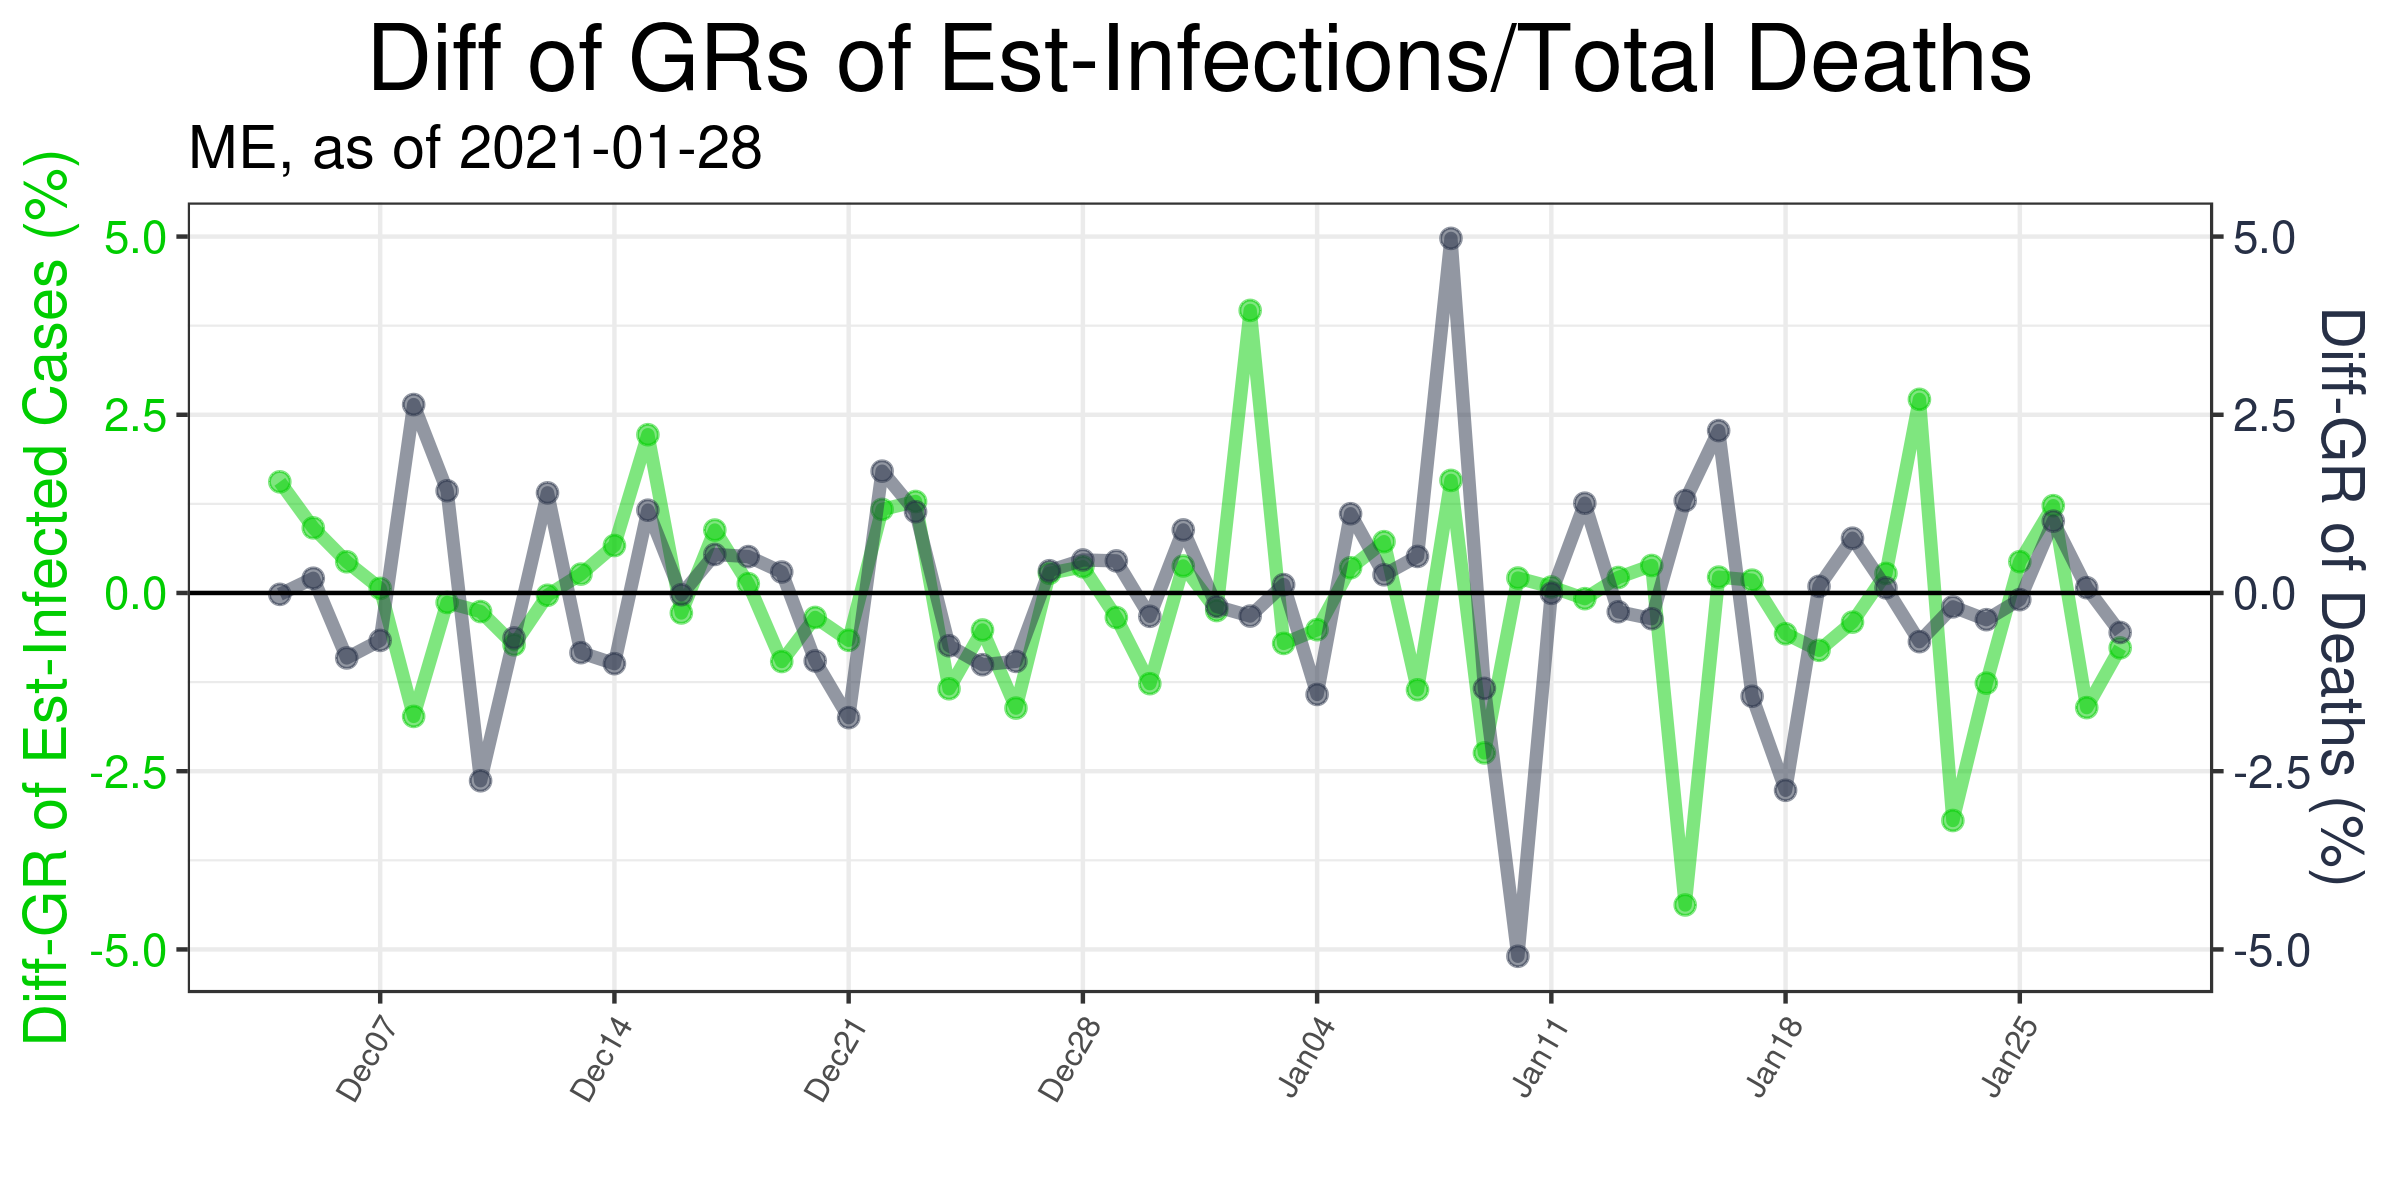 Diff of GRs of Est-Infections/Total Deaths
ME, as of 2021-01-28
Diff-GR of Est-Infected Cases (%)
5.0
2.5
0.0
-2.5
-5.0
5.0
2.5
0.0
-2.5
-5.0
Diff-GR of Deaths (%)
Dec07
Dec14
Dec21
Dec28
Jan04
Jan11
Jan18
Jan25